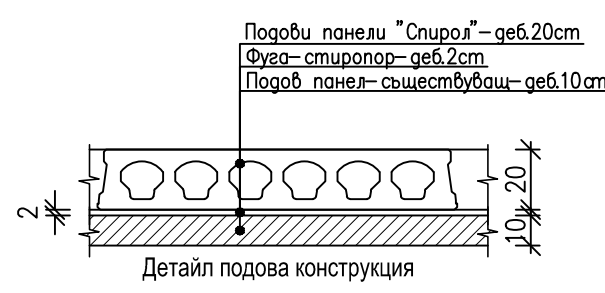 Подови панели "Спирол"–деб.20cm
Фуга–стиропор–деб.2cm
Подов панел–съществуващ–деб.10cm
20
2
10
Детайл подова конструкция